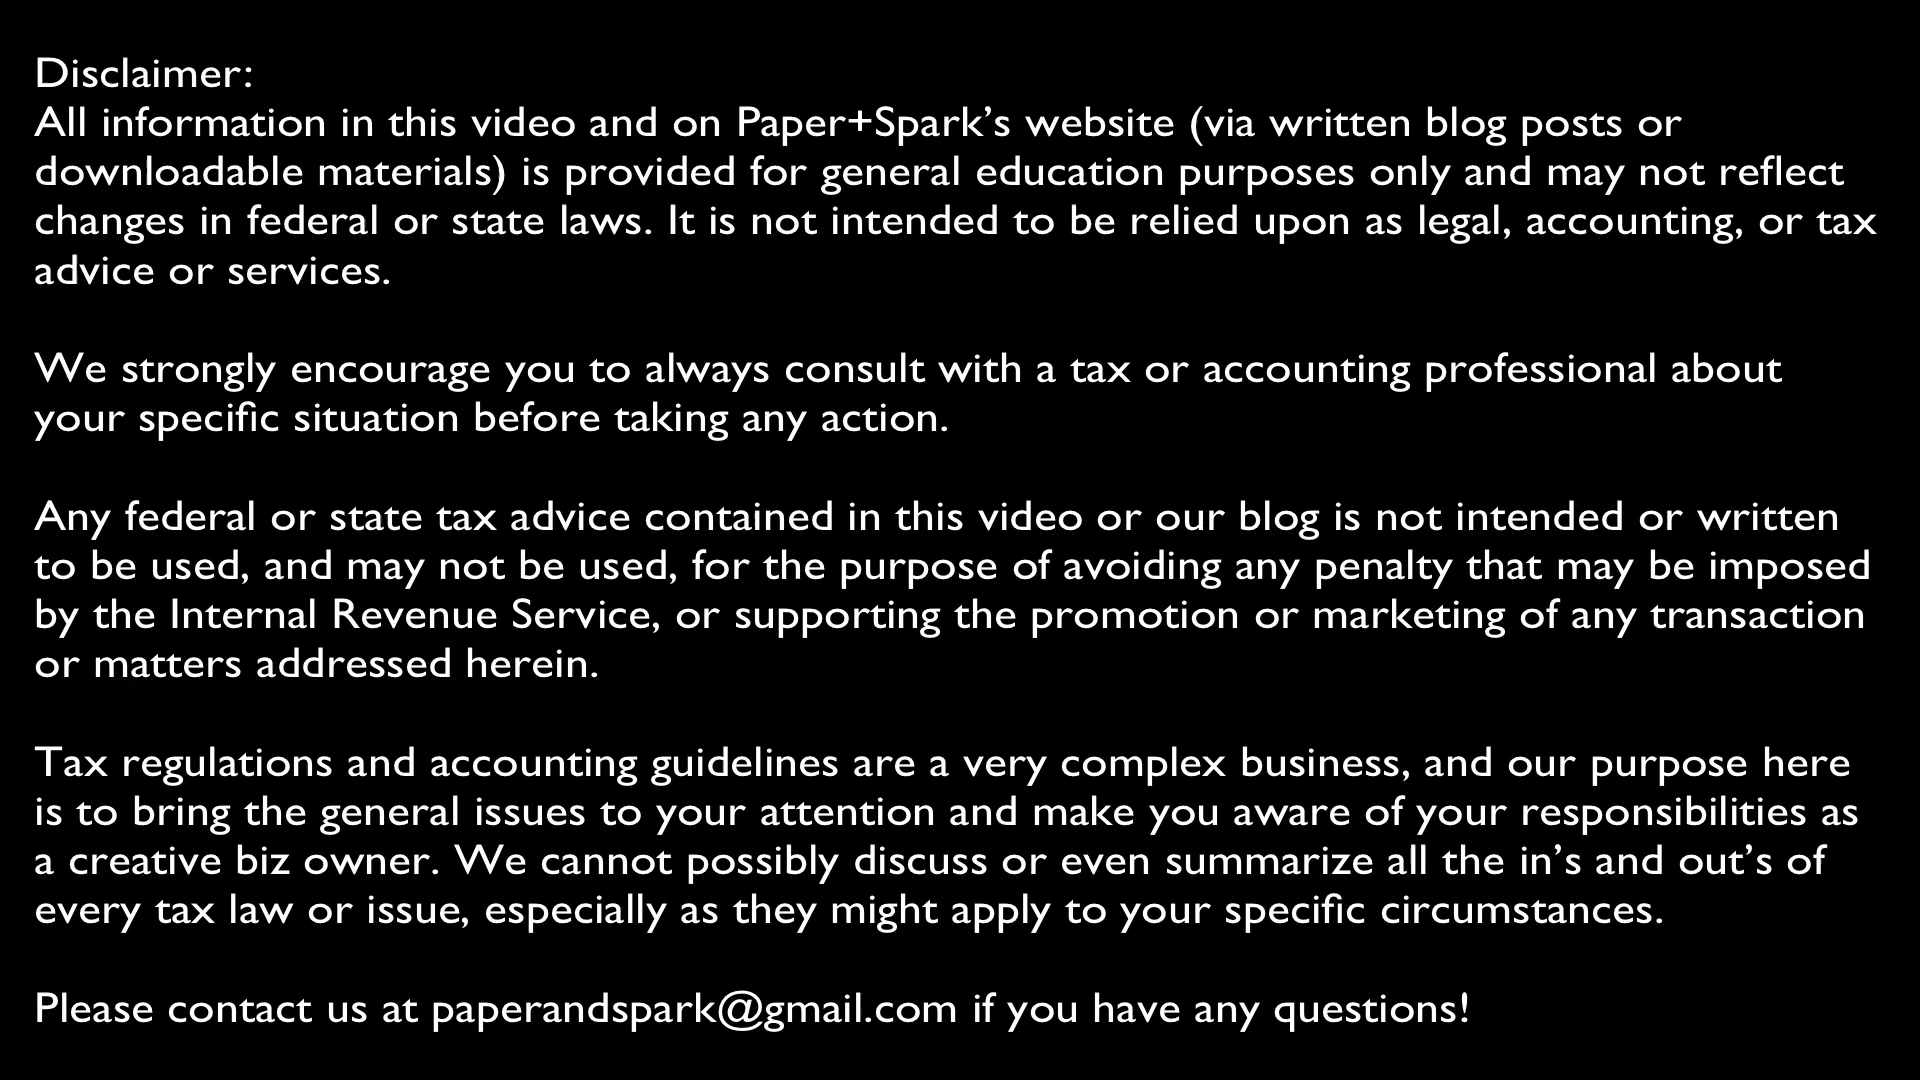 Disclaimer:
All information in this video and on Paper+Spark’s website (via written blog posts or
downloadable materials) is provided for general education purposes only and may not reflect
changes in federal or state laws. It is not intended to be relied upon as legal, accounting, or tax
advice or services.
We strongly encourage you to always consult with a tax or accounting professional about
your specific situation before taking any action.
Any federal or state tax advice contained in this video or our blog is not intended or written
to be used, and may not be used, for the purpose of avoiding any penalty that may be imposed
by the Internal Revenue Service, or supporting the promotion or marketing of any transaction
or matters addressed herein.
Tax regulations and accounting guidelines are a very complex business, and our purpose here
is to bring the general issues to your attention and make you aware of your responsibilities as
a creative biz owner. We cannot possibly discuss or even summarize all the in’s and out’s of
every tax law or issue, especially as they might apply to your specific circumstances.
Please contact us at paperandspark@gmail.com if you have any questions!